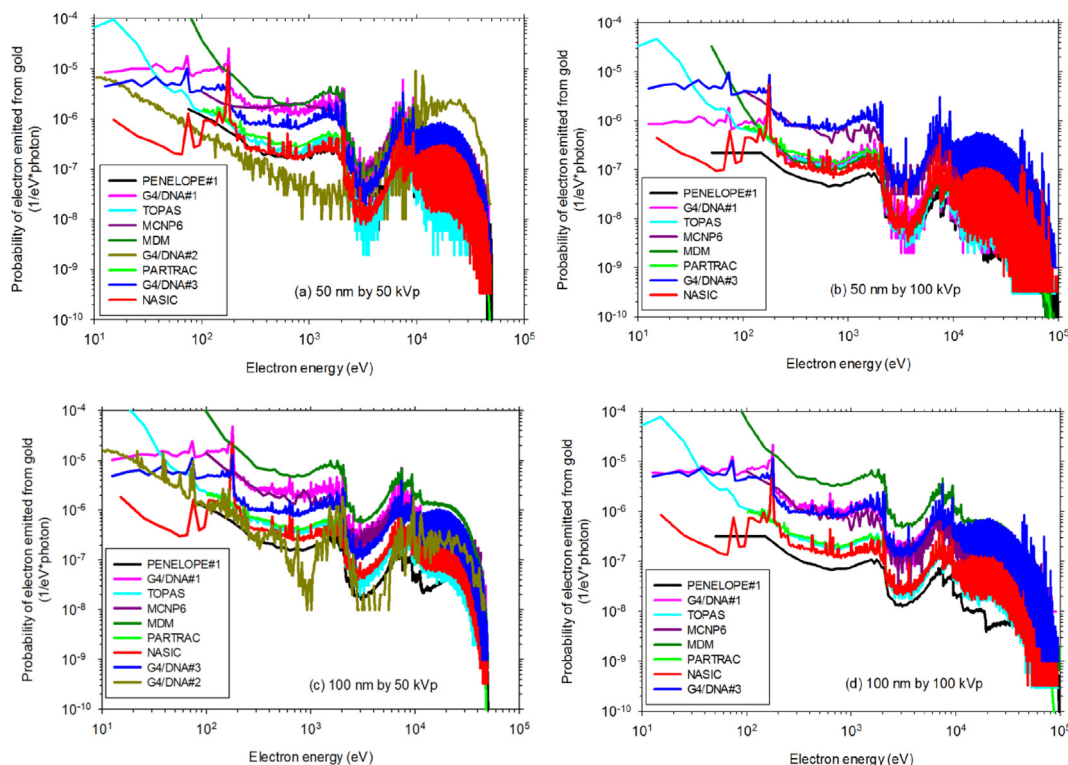 Probability of electron emitted from gold
(1/eV*photon)
10-4
10-5
10-6
10-7
10-8
10-9
10-10
PENELOPE#1
G4/DNA#1
TOPAS
MCNP6
MDM
G4/DNA#2
PARTRAC
G4/DNA#3
NASIC
(a) 50 nm by 50 kVp
101
102
103
104
105
Electron energy (eV)
Probability of electron emitted from gold
(1/eV*photon)
10-4
10-5
10-6
10-7
10-8
10-9
10-10
PENELOPE#1
G4/DNA#1
TOPAS
MCNP6
MDM
PARTRAC
G4/DNA#3
NASIC
(b) 50 nm by 100 kVp
101
102
103
104
105
Electron energy (eV)
Probability of electron emitted from gold
(1/eV*photon)
10-4
10-5
10-6
10-7
10-8
10-9
10-10
PENELOPE#1
G4/DNA#1
TOPAS
MCNP6
MDM
PARTRAC
NASIC
G4/DNA#3
G4/DNA#2
(c) 100 nm by 50 kVp
101
102
103
104
105
Electron energy (eV)
Probability of electron emitted from gold
(1/eV*photon)
10-4
10-5
10-6
10-7
10-8
10-9
10-10
PENELOPE#1
G4/DNA#1
TOPAS
MCNP6
MDM
PARTRAC
NASIC
G4/DNA#3
(d) 100 nm by 100 kVp
101
102
103
104
105
Electron energy (eV)